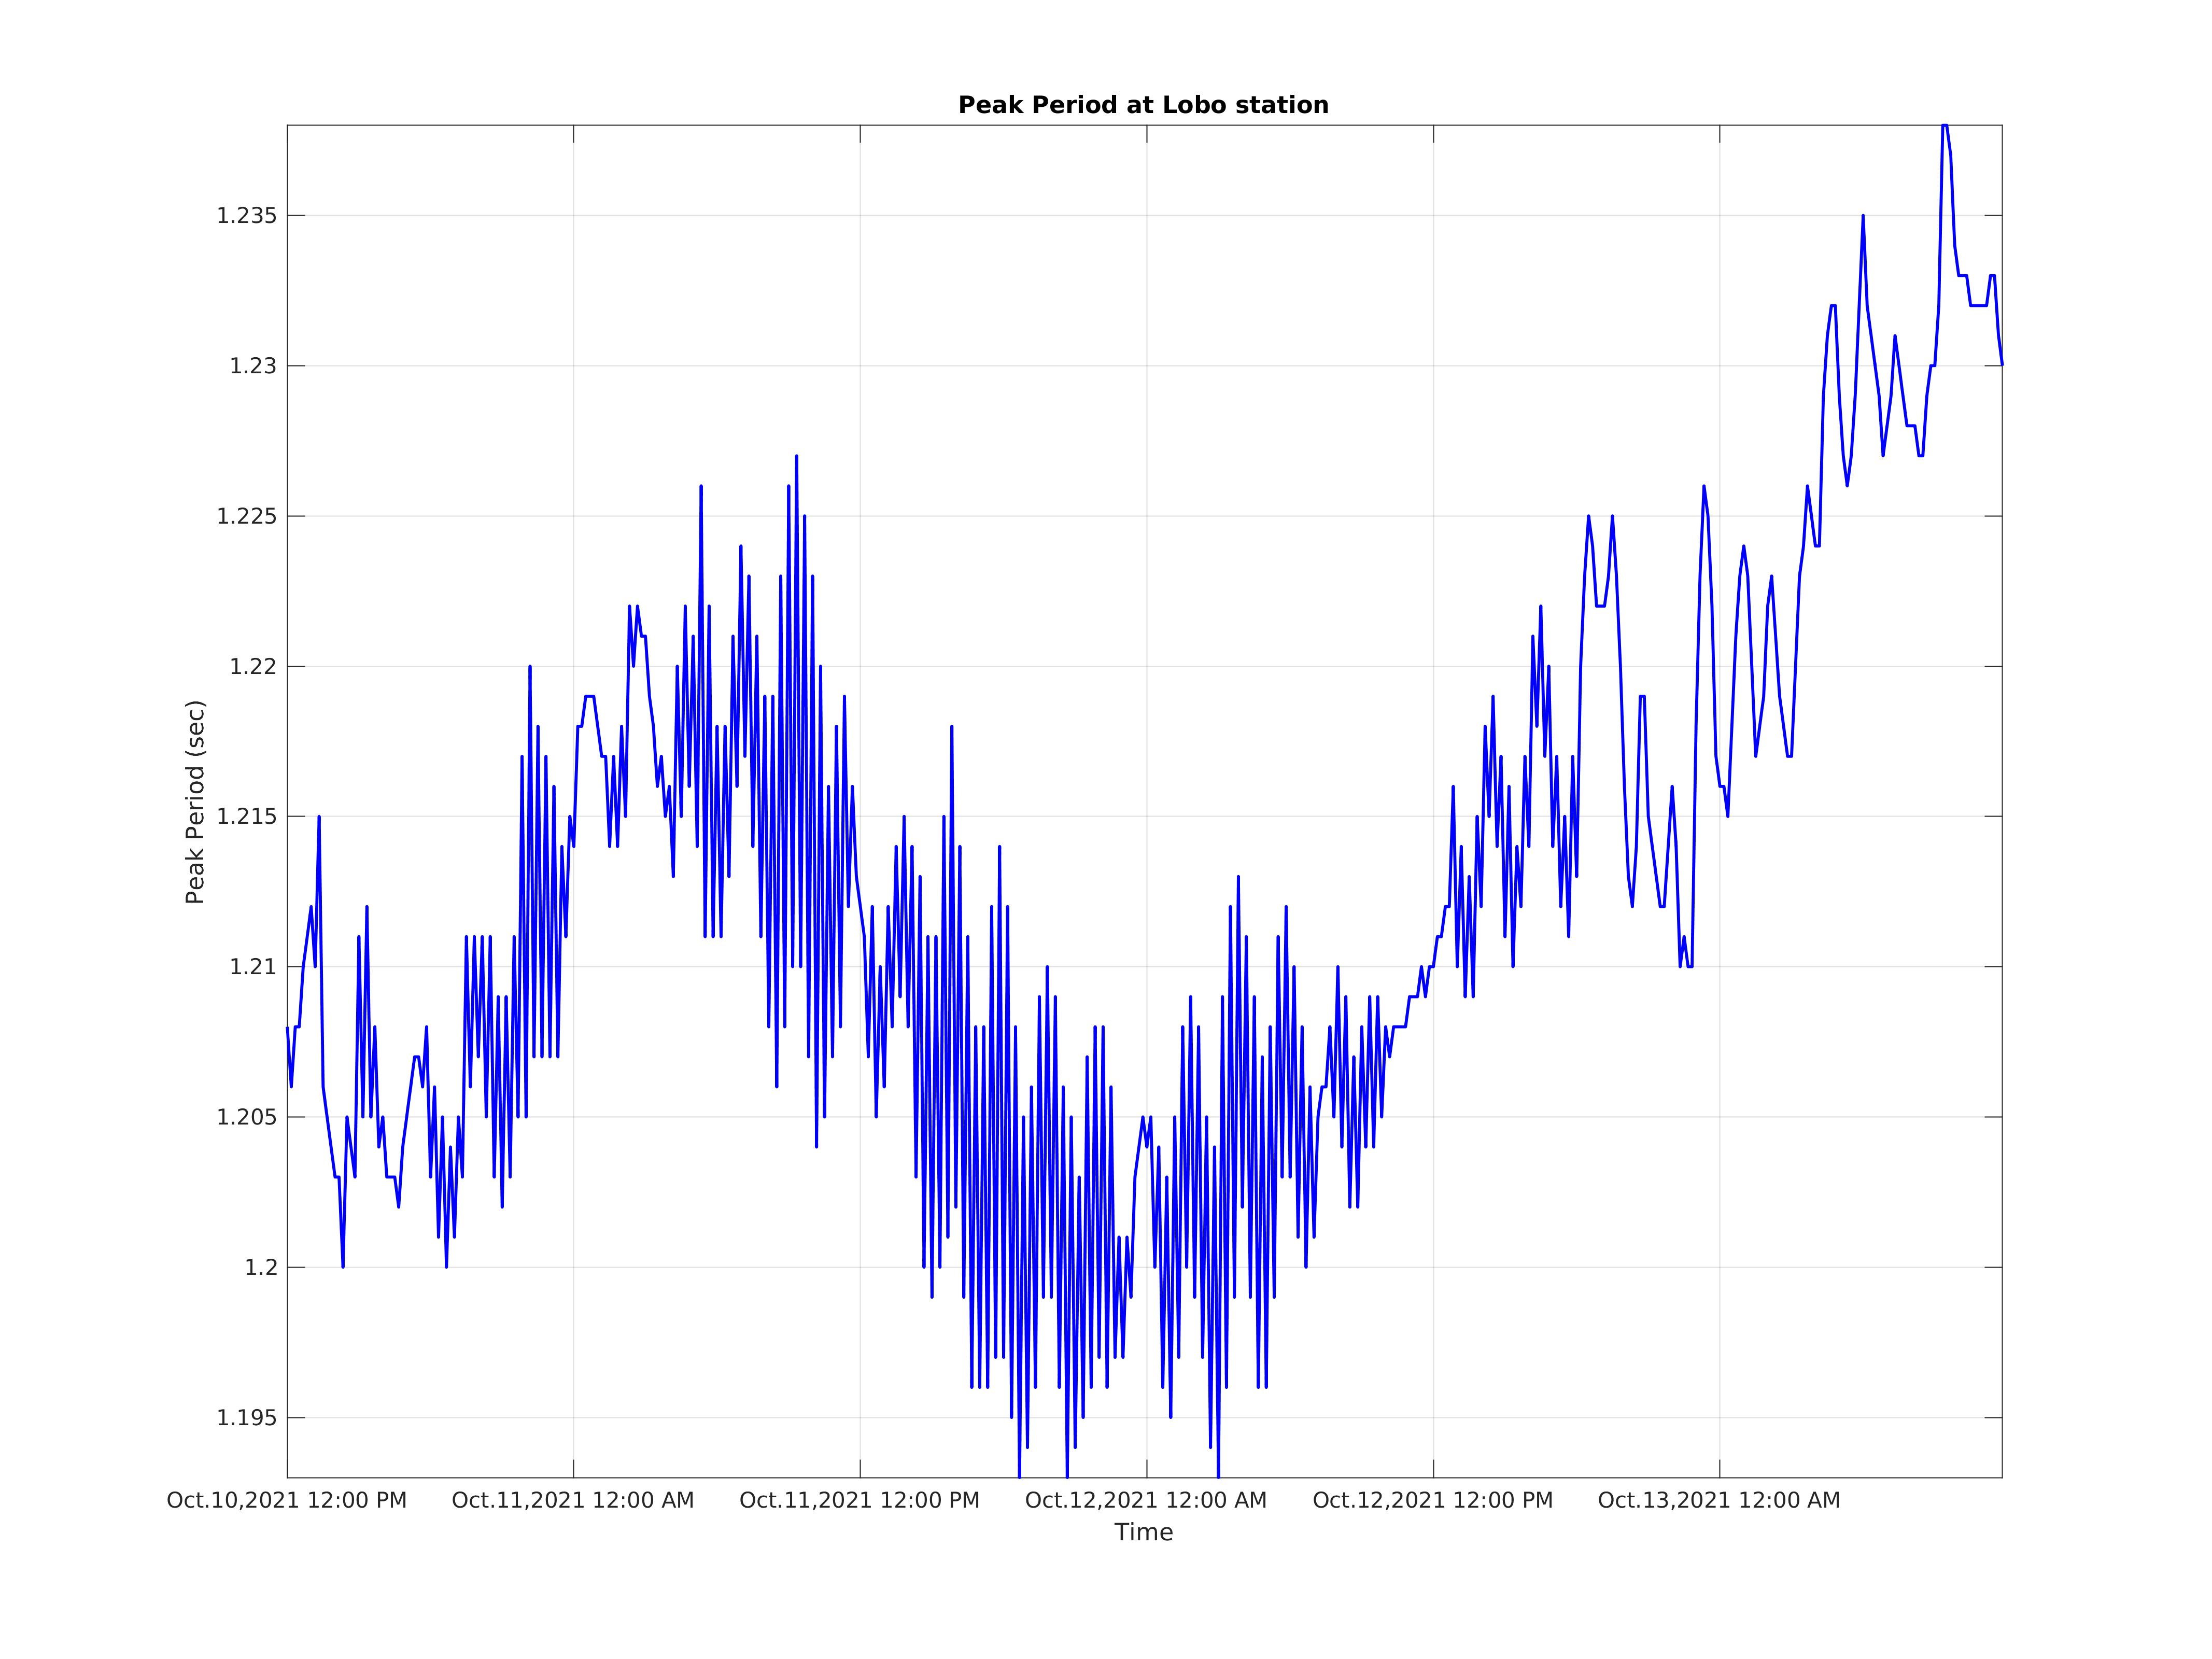 Peak Period at Lobo station
1.235
1.23
1.225
1.22
1.215
1.21
1.205
1.2
1.195
Peak Period (sec)
Oct.10,2021 12:00 PM Oct.11,2021 12:00 AM Oct.11,2021 12:00 PM Oct.12,2021 12:00 AM Oct.12,2021 12:00 PM Oct.13,2021 12:00 AM
Time